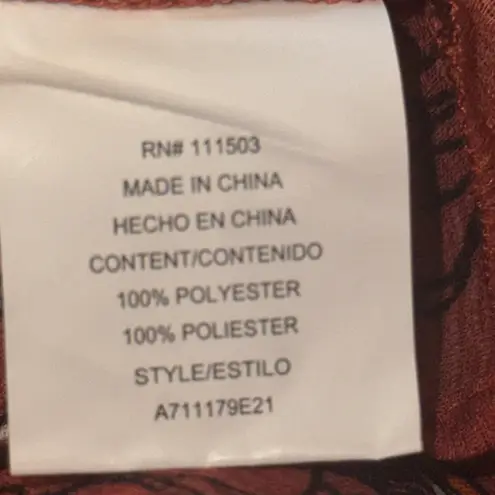 RN# 111503
MADE IN CHINA
HECHO EN CHINA
CONTENT/CONTENIDO
100% POLYESTER
100% POLIESTER
STYLE/ESTILO
A711179E21